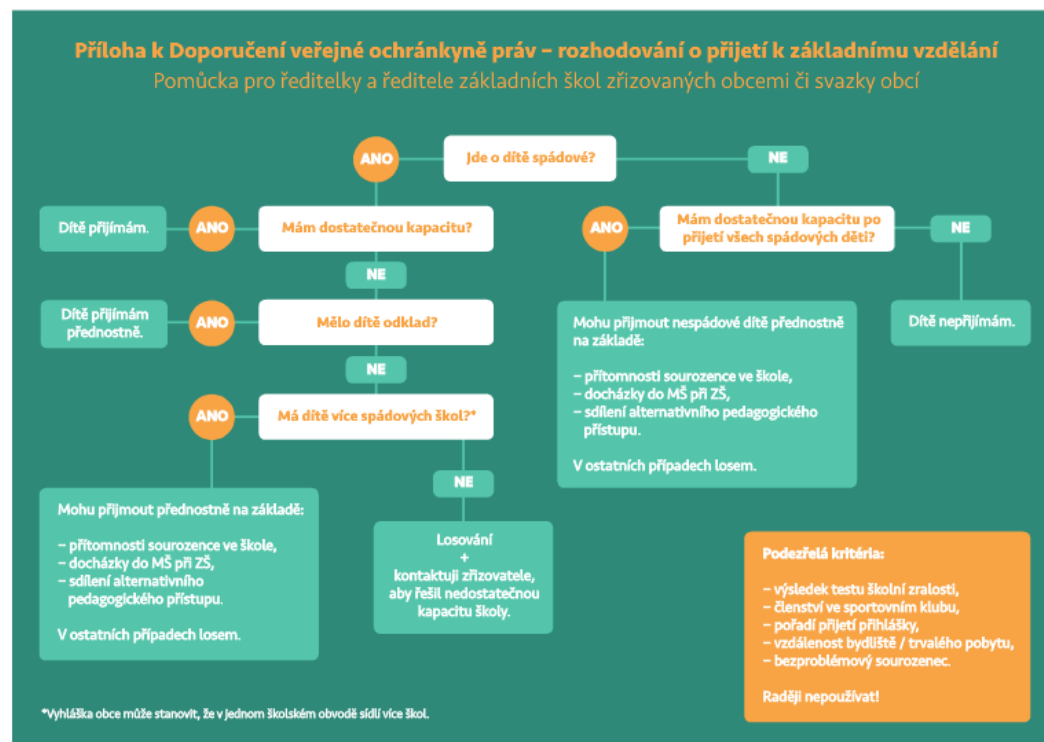 Příloha k Doporučení veřejné ochránkyně práv – rozhodování o přijetí k základnímu vzdělání
Pomůcka pro ředitelky a ředitele základních škol zřizovaných obcemi či svazky obcí
ANO
Jde o dítě spádové?
NE
Dítě přijímám.
ANO
Mám dostatečnou kapacitu?
NE
Dítě přijímám
přednostně.
ANO
Mělo dítě odklad?
NE
ANO
Má dítě více spádových škol?*
NE
Mohu přijmout přednostně na základě:
– přítomnosti sourozence ve škole,
– docházky do MŠ při ZŠ,
– sdílení alternativního
pedagogického přístupu.
V ostatních případech losem.
Losování
+
kontaktuji zřizovatele,
aby řešil nedostatečnou
kapacitu školy.
ANO
Mám dostatečnou kapacitu po
přijetí všech spádových děti?
NE
Mohu přijmout nespádové dítě přednostně
na základě:
– přítomnosti sourozence ve škole,
– docházky do MŠ při ZŠ,
– sdílení alternativního pedagogického
přístupu.
V ostatních případech losem.
Dítě nepřijímám.
Podezřelá kritéria:
– výsledek testu školní zralosti,
– členství ve sportovním klubu,
– pořadí přijetí přihlášky,
– vzdálenost bydliště / trvalého pobytu,
– bezproblémový sourozenec.
Raději nepoužívat!
*Vyhláška obce může stanovit, že v jednom školském obvodě sídlí více škol.